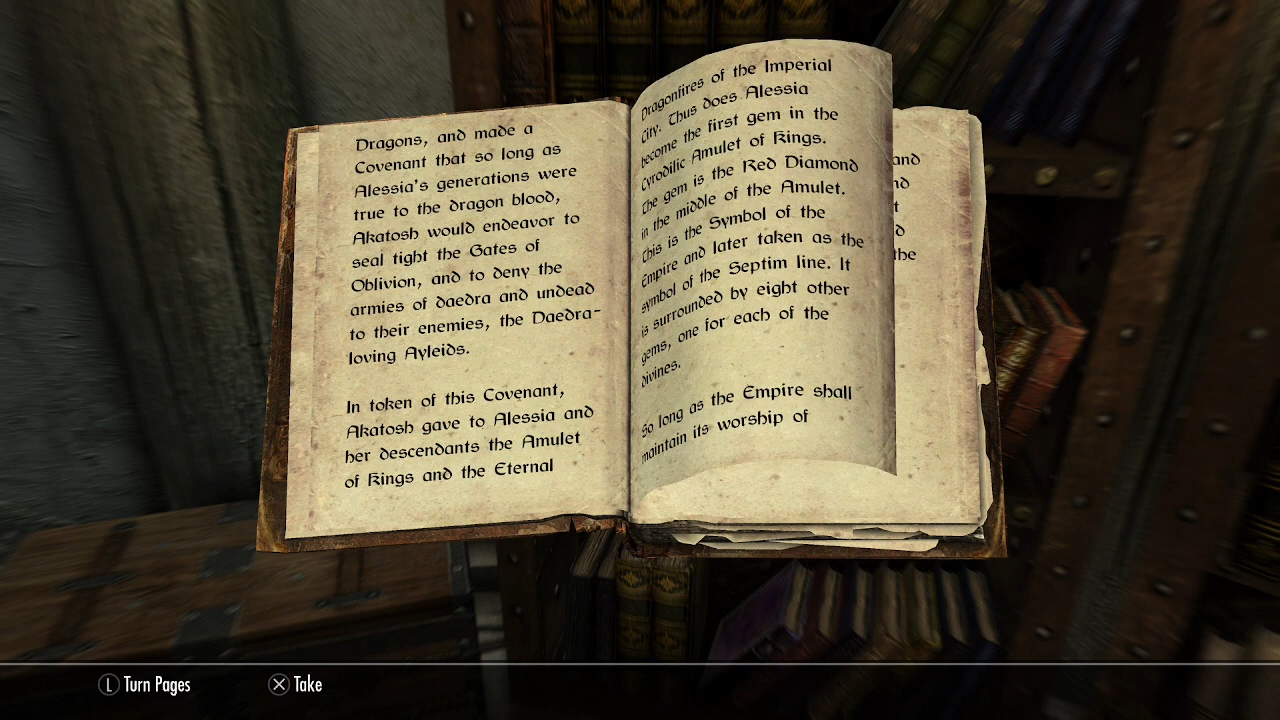 Dragons, and made a
Covenant that so long as
Alessia's generations were
true to the dragon blood,
Akatosh would endeavor to
seal tight the Gates of
Oblivion, and to deny the
armies of daedra and undead
to their enemies, the Daedra-
loving Ayleids.
In token of this Covenant,
Akatosh gave to Alessia and
her descendants the Amulet
of Kings and the Eternal
Dragonfires of the Imperial
City. Thus does Alessia
become the first gem in the
Cyrodilic Amulet of Kings.
The gem is the Red Diamond
in the middle of the Amulet.
This is the Symbol of the
Empire and later taken as the
symbol of the Septim line. It
is surrounded by eight other
gems, one for each of the
divines.
So long as the Empire shall
maintain its worship of
and
the
L Turn Pages
X Take